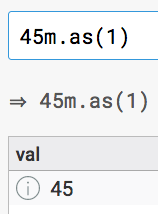 45m.as(1)
⇒ 45m.as(1)
val
ⓘ 45